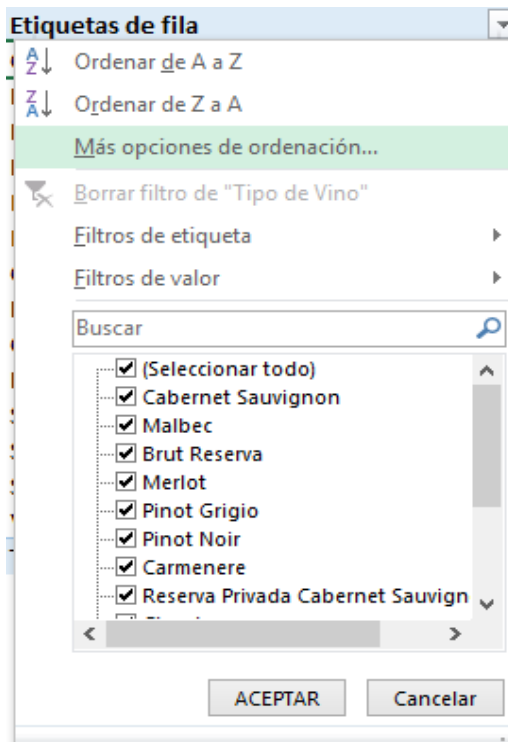 Etiquetas de fila
Ordenar de A a Z
Ordenar de Z a A
Más opciones de ordenación...
Borrar filtro de "Tipo de Vino"
Filtros de etiqueta
Filtros de valor
Buscar
(Seleccionar todo)
Cabernet Sauvignon
Malbec
Brut Reserva
Merlot
Pinot Grigio
Pinot Noir
Carmenere
Reserva Privada Cabernet Sauvign
ACEPTAR Cancelar